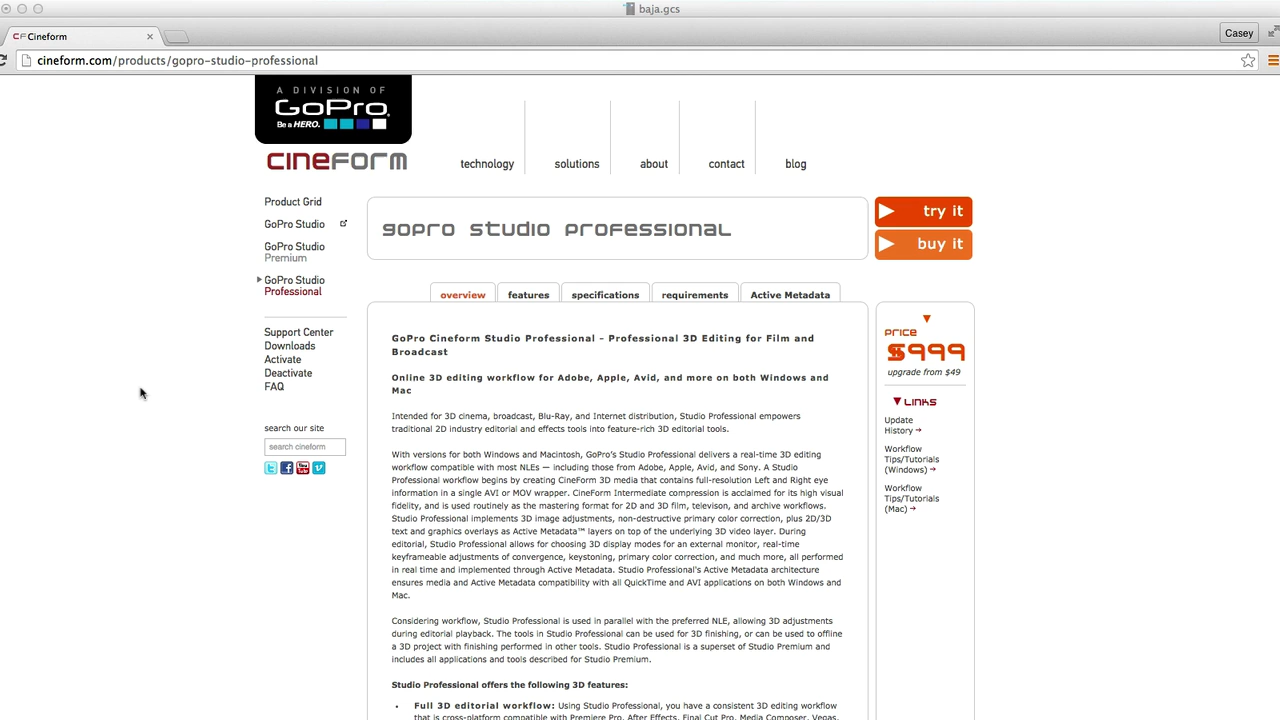 baja.gcs
CF Cineform
Casey
cineform.com/products/gopro-studio-professional
A DIVISION OF
GoPro
Be a HERO.
cineform
technology
solutions
about
contact
blog
Product Grid
GoPro Studio
GoPro Studio
Premium
GoPro Studio
Professional
Support Center
Downloads
Activate
Deactivate
FAQ
search our site
search cineform
gopro studio professional
try it
buy it
overview
features
specifications
requirements
Active Metadata
GoPro Cineform Studio Professional - Professional 3D Editing for Film and
Broadcast
Online 3D editing workflow for Adobe, Apple, Avid, and more on both Windows and
Mac
Intended for 3D cinema, broadcast, Blu-Ray, and Internet distribution, Studio Professional empowers
traditional 2D industry editorial and effects tools into feature-rich 3D editorial tools.
With versions for both Windows and Macintosh, GoPro's Studio Professional delivers a real-time 3D editing
workflow compatible with most NLEs — including those from Adobe, Apple, Avid, and Sony. A Studio
Professional workflow begins by creating CineForm 3D media that contains full-resolution Left and Right eye
information in a single AVI or MOV wrapper. CineForm Intermediate compression is acclaimed for its high visual
fidelity, and is used routinely as the mastering format for 2D and 3D film, televison, and archive workflows.
Studio Professional implements 3D image adjustments, non-destructive primary color correction, plus 2D/3D
text and graphics overlays as Active Metadata™ layers on top of the underlying 3D video layer. During
editorial, Studio Professional allows for choosing 3D display modes for an external monitor, real-time
keyframeable adjustments of convergence, keystoning, primary color correction, and much more, all performed
in real time and implemented through Active Metadata. Studio Professional's Active Metadata architecture
ensures media and Active Metadata compatibility with all QuickTime and AVI applications on both Windows and
Mac.
Considering workflow, Studio Professional is used in parallel with the preferred NLE, allowing 3D adjustments
during editorial playback. The tools in Studio Professional can be used for 3D finishing, or can be used to offline
a 3D project with finishing performed in other tools. Studio Professional is a superset of Studio Premium and
includes all applications and tools described for Studio Premium.
Studio Professional offers the following 3D features:
• Full 3D editorial workflow: Using Studio Professional, you have a consistent 3D editing workflow
that is cross-platform compatible with Premiere Pro, After Effects, Final Cut Pro, Media Composer, Vegas,
price
$999
upgrade from $49
Links
Update
History →
Workflow
Tips/Tutorials
(Windows) →
Workflow
Tips/Tutorials
(Mac) →